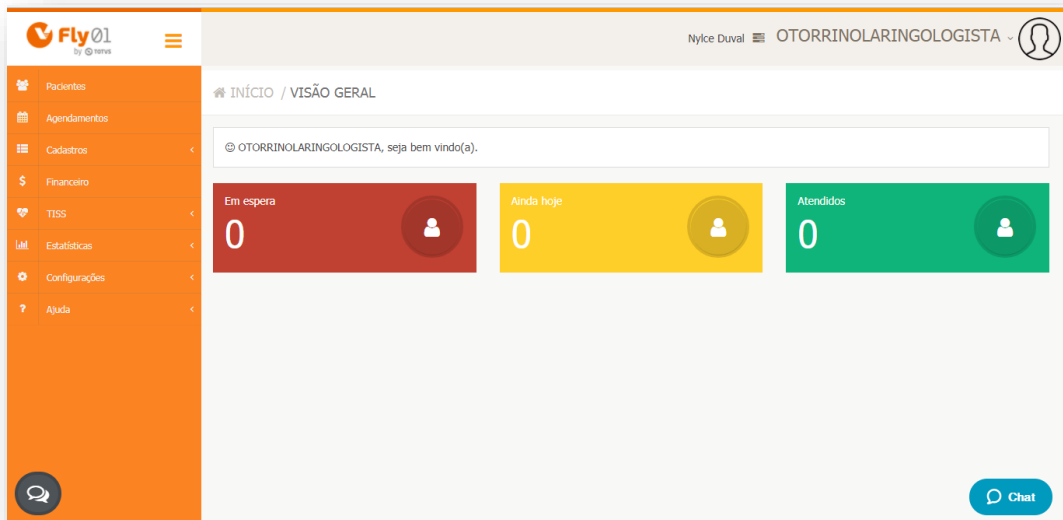 Fly01
by nervs
Nylce Duval OTORRINOLARINGOLOGISTA
Pacientes
Agendamentos
Cadastros
Financeiro
TISS
Estatísticas
Configurações
Ajuda
INÍCIO / VISÃO GERAL
OTORRINOLARINGOLOGISTA, seja bem vindo(a).
Em espera
0
Ainda hoje
0
Atendidos
0
Chat